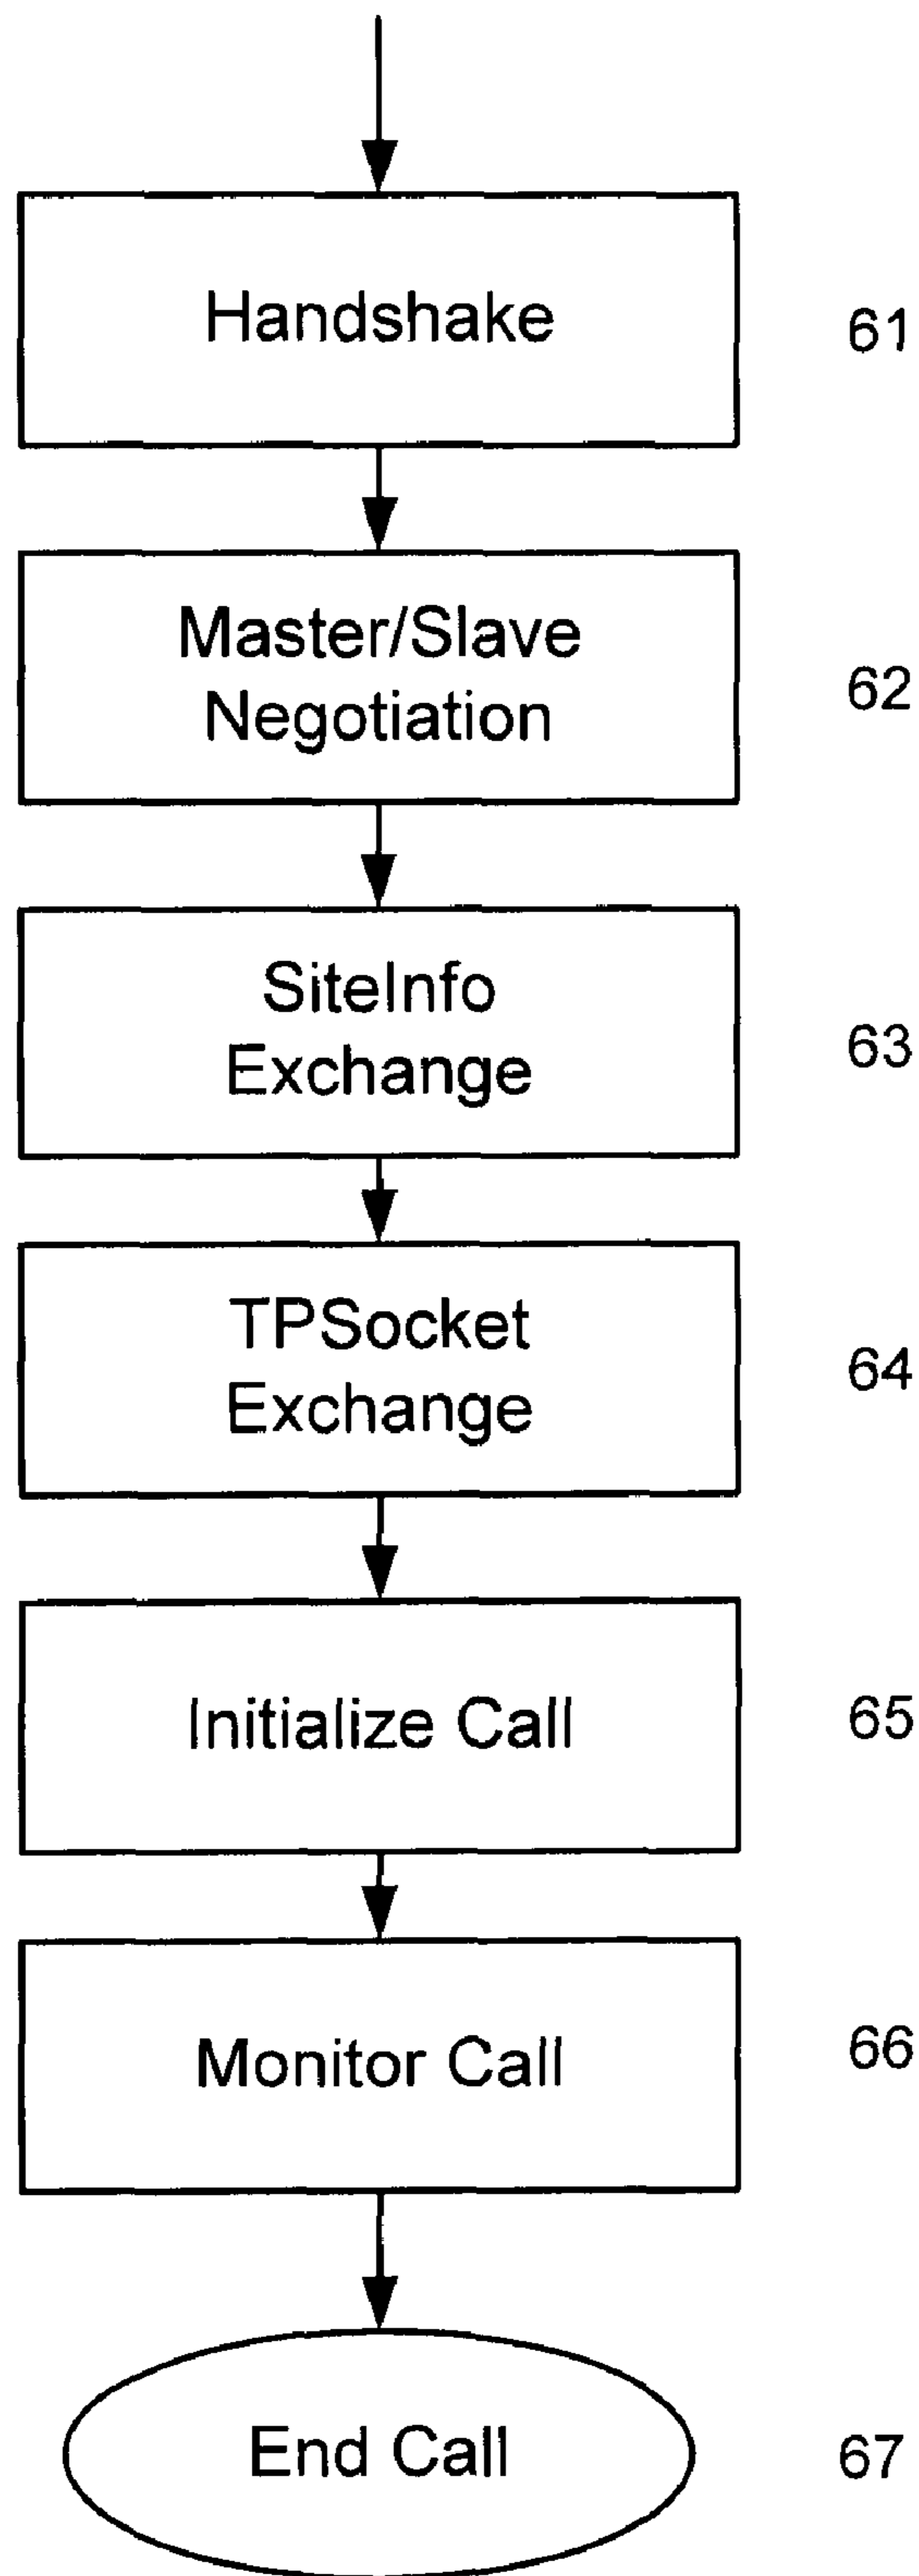 Handshake
61
Master/Slave
Negotiation
62
SiteInfo
Exchange
63
TPSocket
Exchange
64
Initialize Call
65
Monitor Call
66
End Call
67